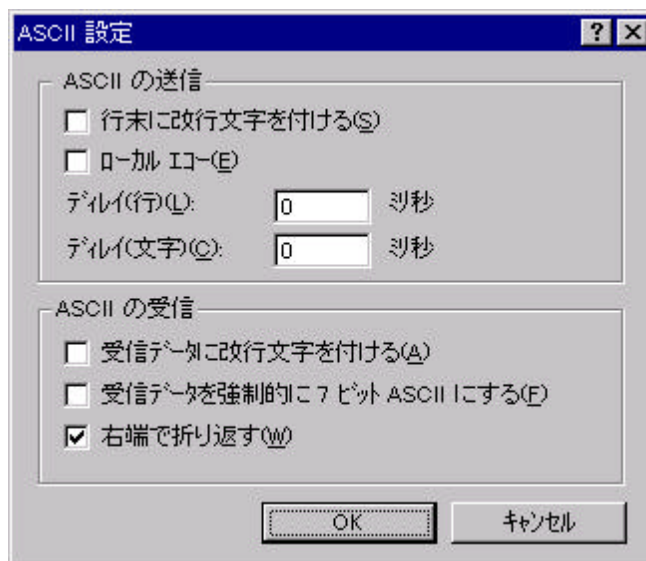 ASCII 設定
ASCII の送信
行末に改行文字を付ける(S)
ﾛｰｶﾙ ｴｺｰ(E)
ﾃﾞｨﾚｲ(行)(L): 0 ﾐﾘ秒
ﾃﾞｨﾚｲ(文字)(C): 0 ﾐﾘ秒
ASCII の受信
受信ﾃﾞｰﾀに改行文字を付ける(A)
受信ﾃﾞｰﾀを強制的に 7 ﾋﾞｯﾄ ASCII にする(F)
右端で折り返す(W)
OK ｷｬﾝｾﾙ